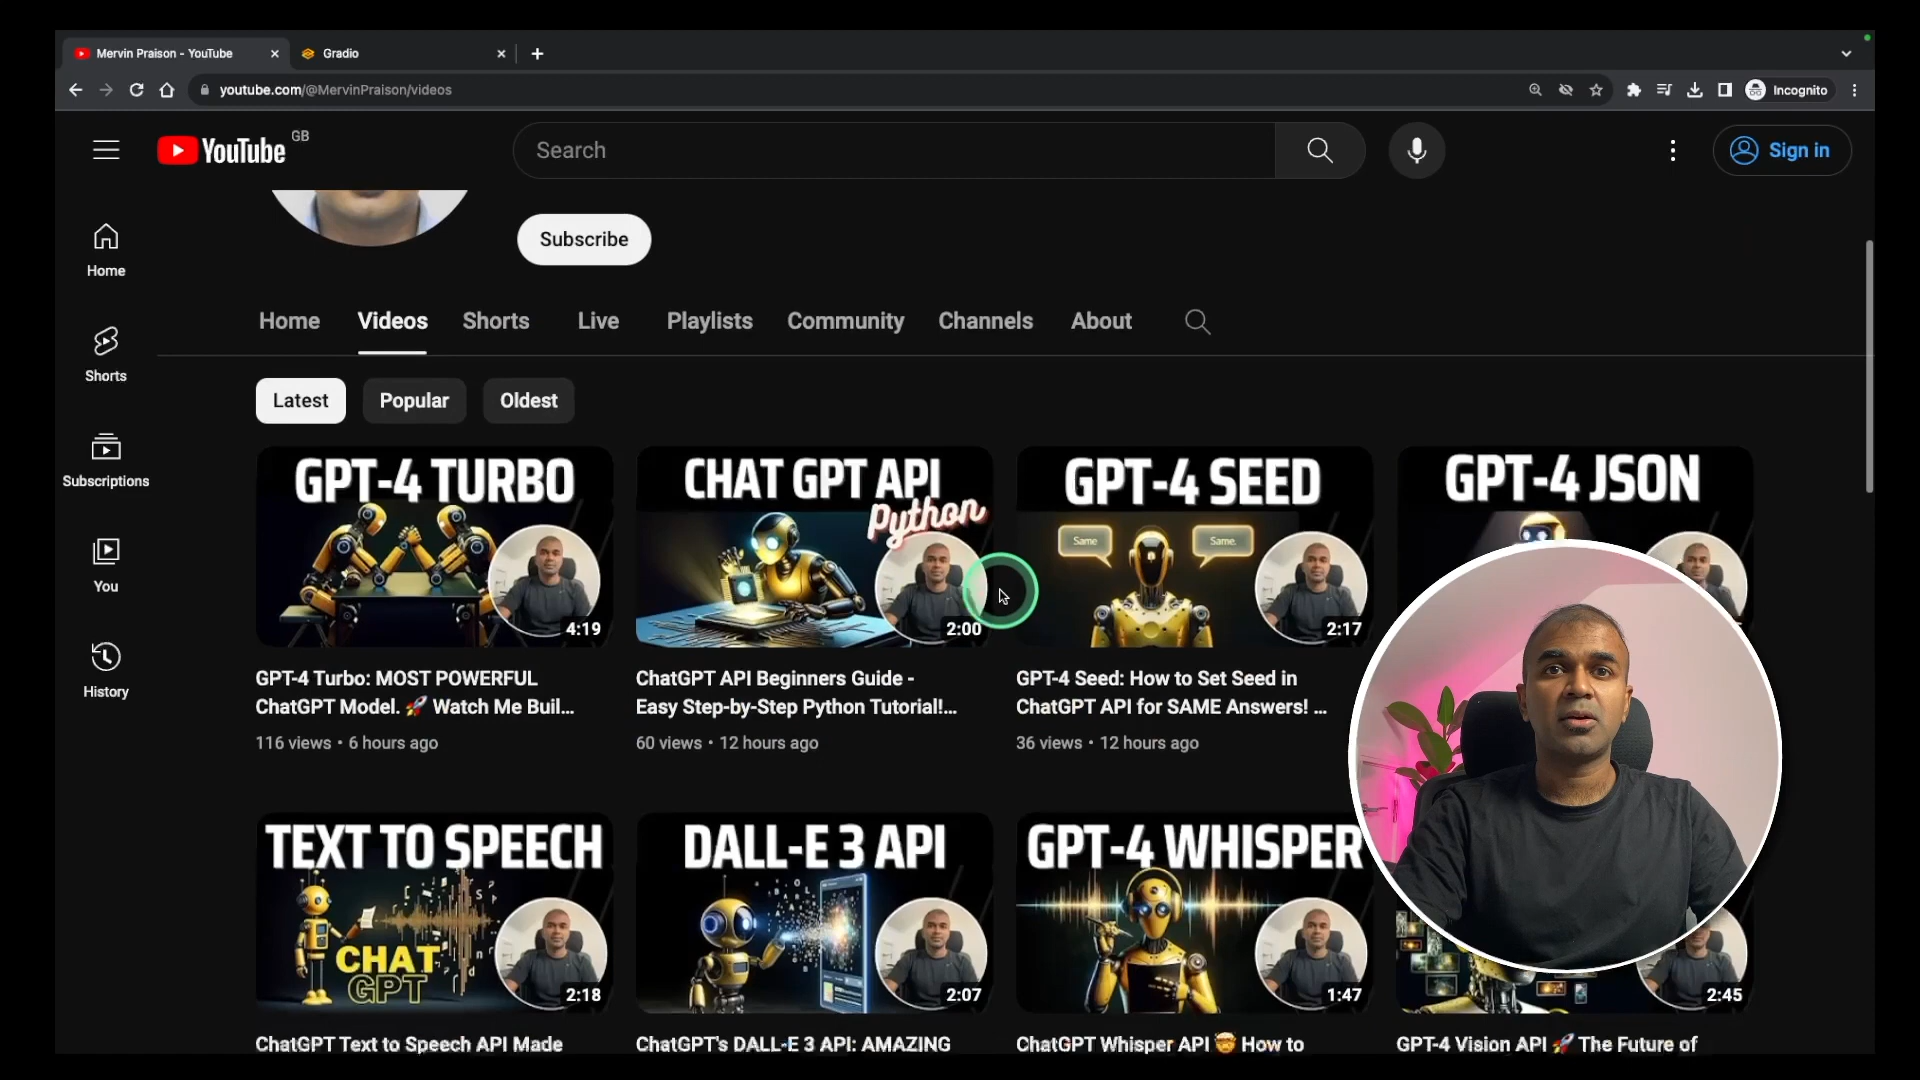 Mervin Praison - YouTube
Gradio
youtube.com/@MervinPraison/videos
Incognito
YouTube GB
Search
Sign in
Subscribe
Home
Shorts
Subscriptions
You
History
Home Videos Shorts Live Playlists Community Channels About
Latest Popular Oldest
GPT-4 TURBO
4:19
CHAT GPT API
Python
2:00
GPT-4 SEED
Same
Same.
2:17
GPT-4 JSON
GPT-4 Turbo: MOST POWERFUL
ChatGPT Model. 🚀 Watch Me Buil...
116 views • 6 hours ago
ChatGPT API Beginners Guide -
Easy Step-by-Step Python Tutorial!...
60 views • 12 hours ago
GPT-4 Seed: How to Set Seed in
ChatGPT API for SAME Answers! ...
36 views • 12 hours ago
TEXT TO SPEECH
CHAT
GPT
2:18
DALL-E 3 API
2:07
GPT-4 WHISPER
1:47
2:45
ChatGPT Text to Speech API Made
ChatGPT's DALL-E 3 API: AMAZING
ChatGPT Whisper API 🤯 How to
GPT-4 Vision API 🚀 The Future of